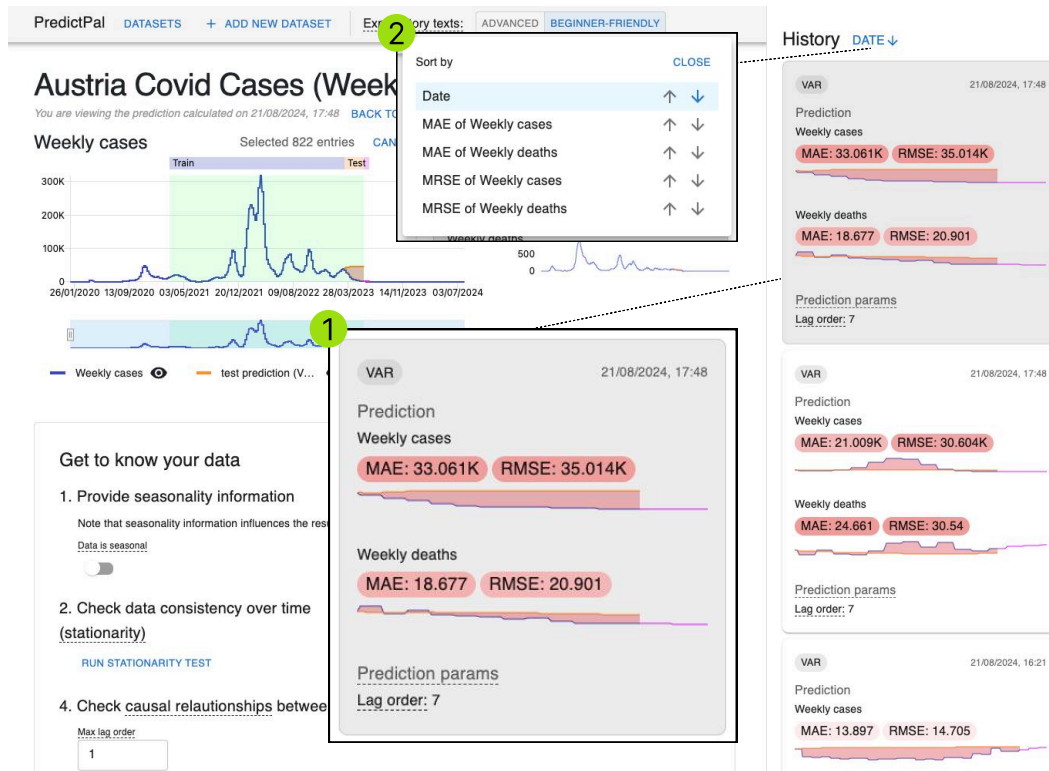 PredictPal DATASETS + ADD NEW DATASET Explanatory texts: ADVANCED BEGINNER-FRIENDLY
2
Sort by CLOSE
Date
MAE of Weekly cases
MAE of Weekly deaths
MRSE of Weekly cases
MRSE of Weekly deaths
Austria Covid Cases (Week
You are viewing the prediction calculated on 21/08/2024, 17:48 BACK TO
Weekly cases Selected 822 entries CAN
Train Test
300K
200K
100K
0
26/01/2020 13/09/2020 03/05/2021 20/12/2021 09/08/2022 28/03/2023 14/11/2023 03/07/2024
Weekly deaths
500
0
Weekly cases test prediction (V...
Get to know your data
1. Provide seasonality information
Note that seasonality information influences the resu
Data is seasonal
2. Check data consistency over time
(stationarity)
RUN STATIONARITY TEST
4. Check causal relautionships betwee
Max lag order
1
1
VAR 21/08/2024, 17:48
Prediction
Weekly cases
MAE: 33.061K RMSE: 35.014K
Weekly deaths
MAE: 18.677 RMSE: 20.901
Prediction params
Lag order: 7
History DATE
VAR 21/08/2024, 17:48
Prediction
Weekly cases
MAE: 33.061K RMSE: 35.014K
Weekly deaths
MAE: 18.677 RMSE: 20.901
Prediction params
Lag order: 7
VAR 21/08/2024, 17:48
Prediction
Weekly cases
MAE: 21.009K RMSE: 30.604K
Weekly deaths
MAE: 24.661 RMSE: 30.54
Prediction params
Lag order: 7
VAR 21/08/2024, 16:21
Prediction
Weekly cases
MAE: 13.897 RMSE: 14.705